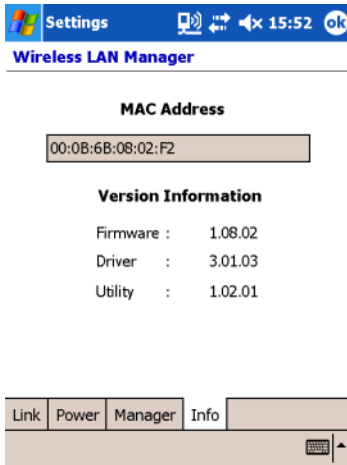 Settings 15:52 ok
Wireless LAN Manager
MAC Address
00:0B:6B:08:02:F2
Version Information
Firmware : 1.08.02
Driver : 3.01.03
Utility : 1.02.01
Link Power Manager Info